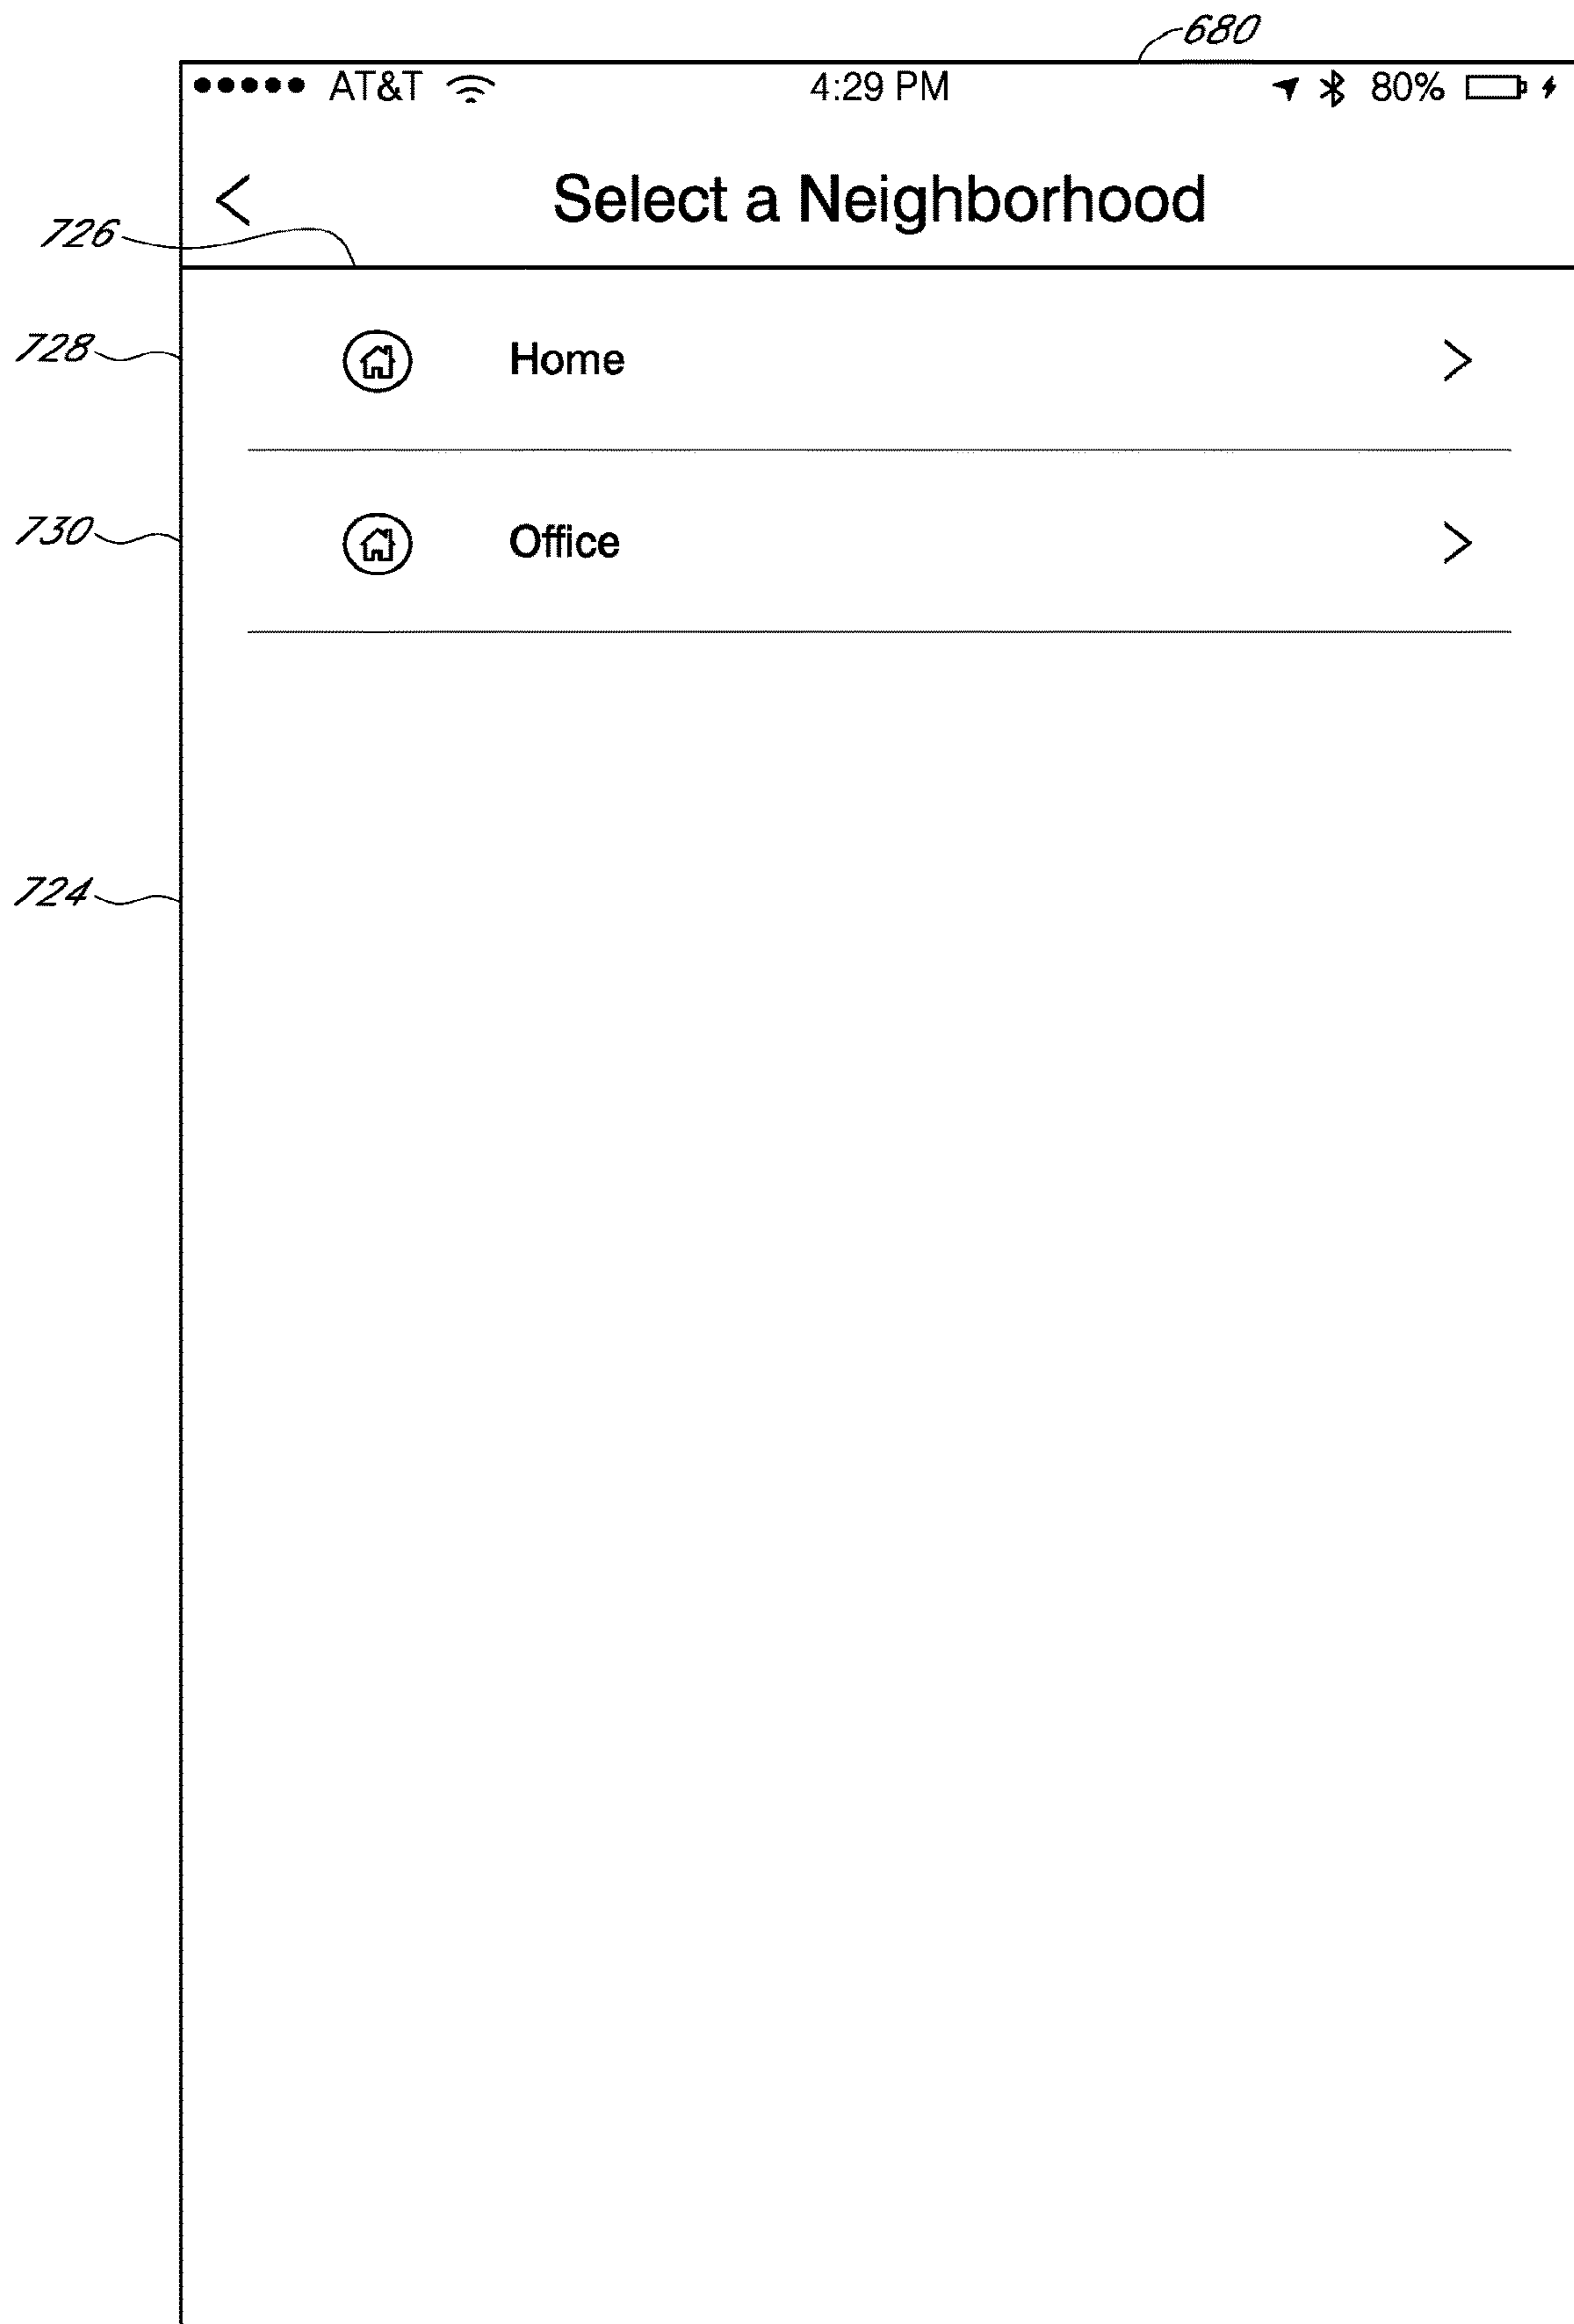 680
AT&T 4:29 PM 80%
Select a Neighborhood
726
728 Home
730 Office
724